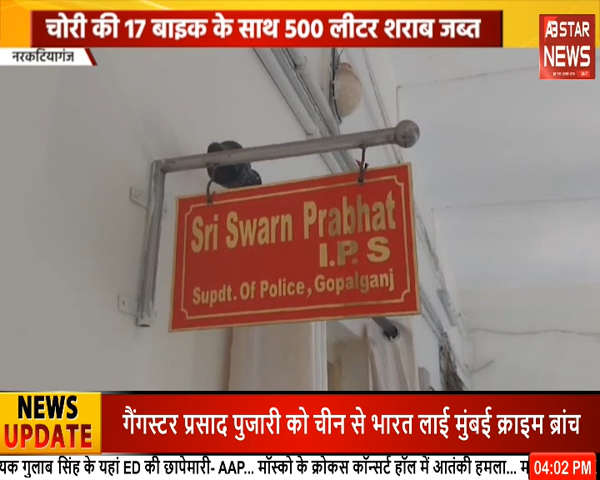 चोरी की 17 बाइक के साथ 500 लीटर शराब जब्त
नरकटियागंज
AB STAR
NEWS
Sri Swarn Prabhat
I.P.S
Supdt. Of Police, Gopalganj
NEWS
UPDATE
गैंगस्टर प्रसाद पुजारी को चीन से भारत लाई मुंबई क्राइम ब्रांच
यक गुलाब सिंह के यहां ED की छापेमारी- AAP... मॉस्को के क्रोकस कॉन्सर्ट हॉल में आतंकी हमला...
04:02 PM